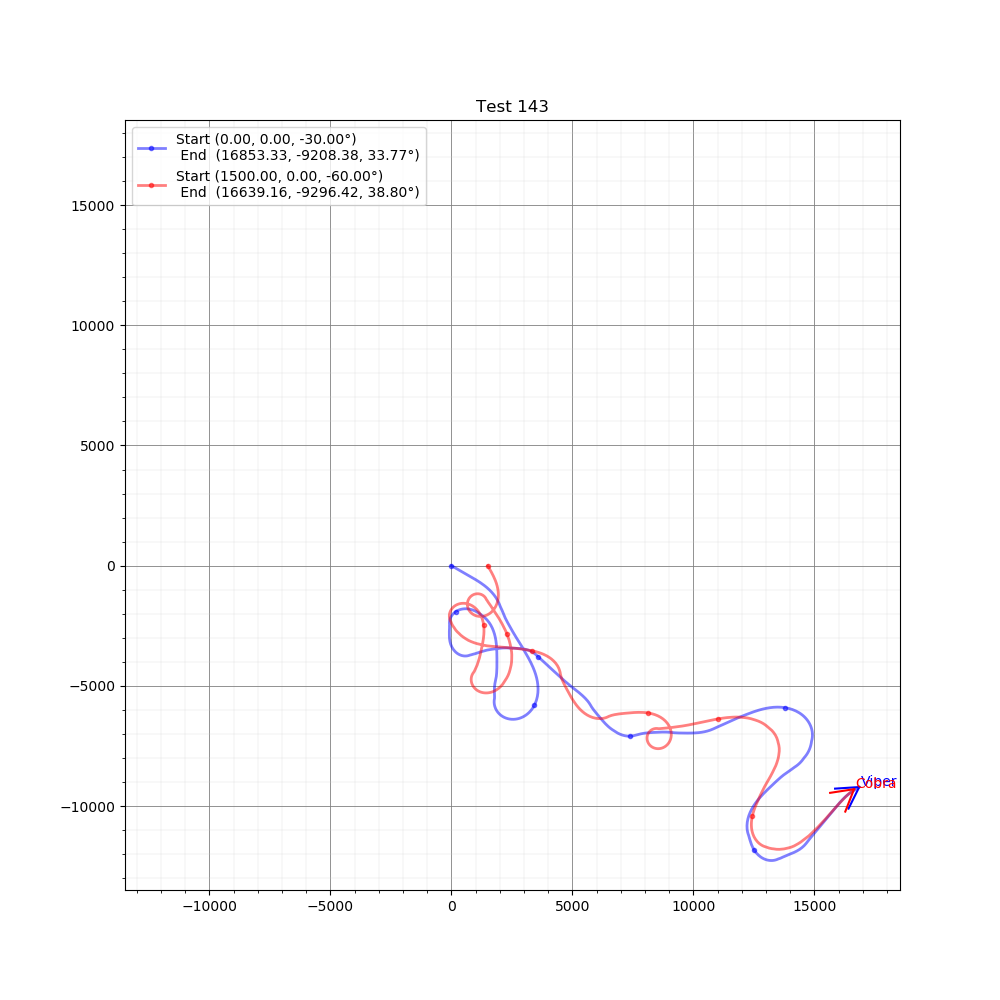 Test 143
Start (0.00, 0.00, -30.00°)
End  (16853.33, -9208.38, 33.77°)
Start (1500.00, 0.00, -60.00°)
End  (16639.16, -9296.42, 38.80°)
15000
10000
5000
0
−5000
−10000
Viper
Cobra
−10000
−5000
0
5000
10000
15000